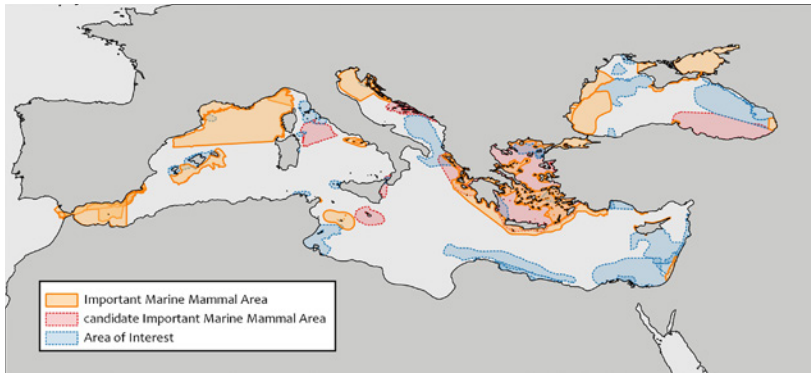 Important Marine Mammal Area
candidate Important Marine Mammal Area
Area of Interest